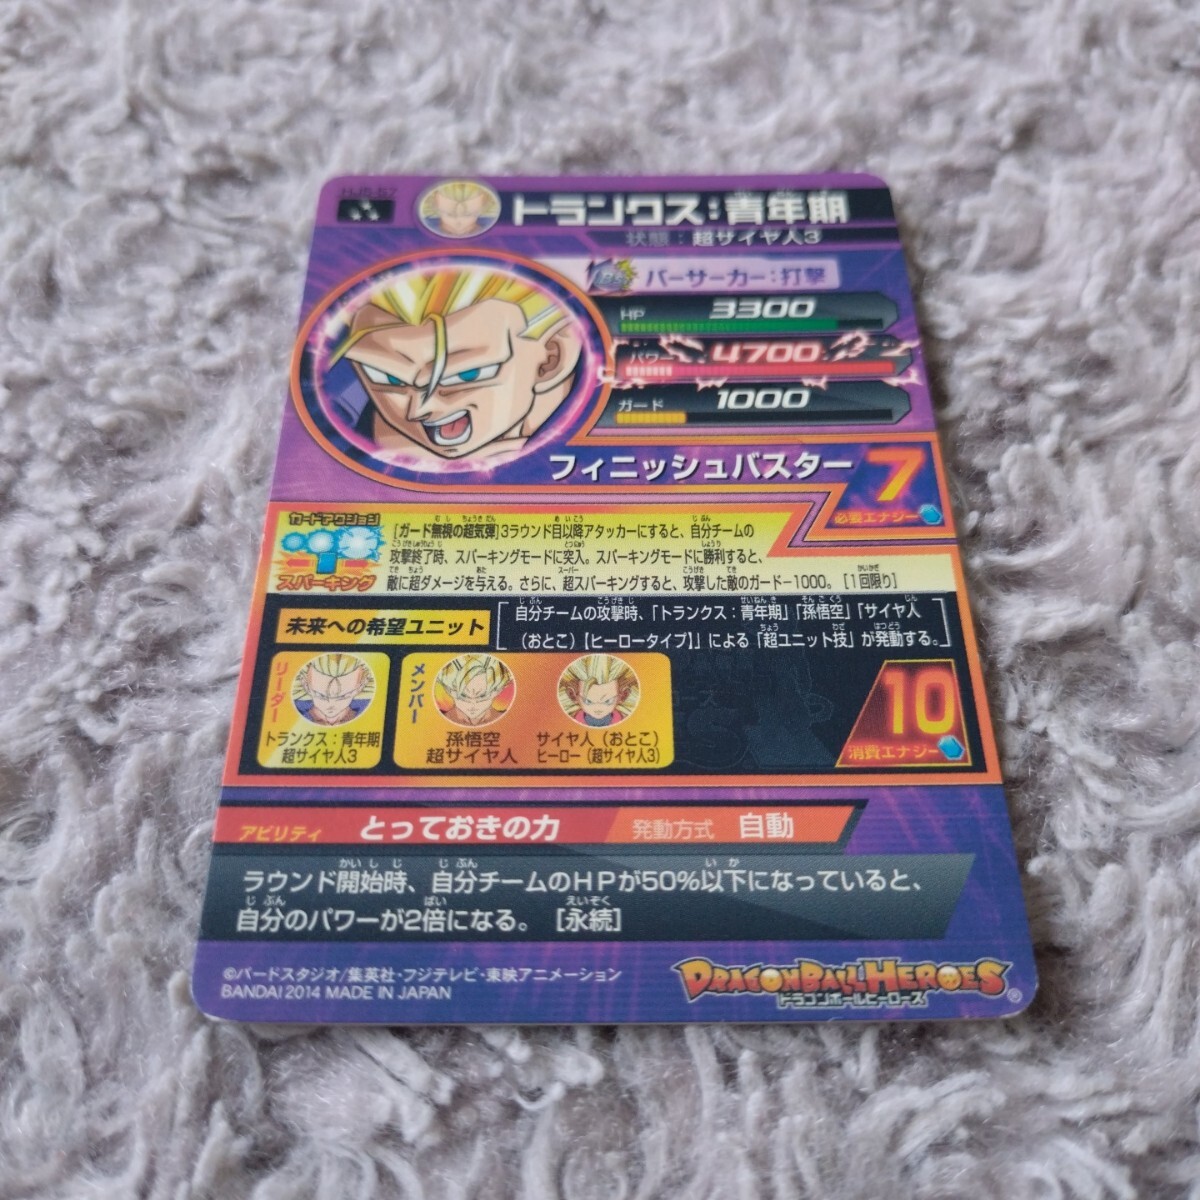 HJ5-57
トランクス：青年期
状態：超サイヤ人3
バーサーカー：打撃
HP 3300
パワー 4700
ガード 1000
フィニッシュバスター 7
必要エナジー
カードアクション
スパーキング
[ガード無視の超気弾]3ラウンド目以降アタッカーにすると、自分チームの
攻撃終了時、スパーキングモードに突入。スパーキングモードに勝利すると、
敵に超ダメージを与える。さらに、超スパーキングすると、攻撃した敵のガード−1000。[1回限り]
未来への希望ユニット
自分チームの攻撃時、「トランクス：青年期」「孫悟空」「サイヤ人
（おとこ）【ヒーロータイプ】」による「超ユニット技」が発動する。
リーダー
トランクス：青年期
超サイヤ人3
メンバー
孫悟空
超サイヤ人
サイヤ人（おとこ）
ヒーロー（超サイヤ人3）
10
消費エナジー
アビリティ とっておきの力 発動方式 自動
ラウンド開始時、自分チームのHPが50%以下になっていると、
自分のパワーが2倍になる。 [永続]
©バードスタジオ/集英社・フジテレビ・東映アニメーション
BANDAI 2014 MADE IN JAPAN
DRAGONBALL HEROES
ドラゴンボールヒーローズ
®